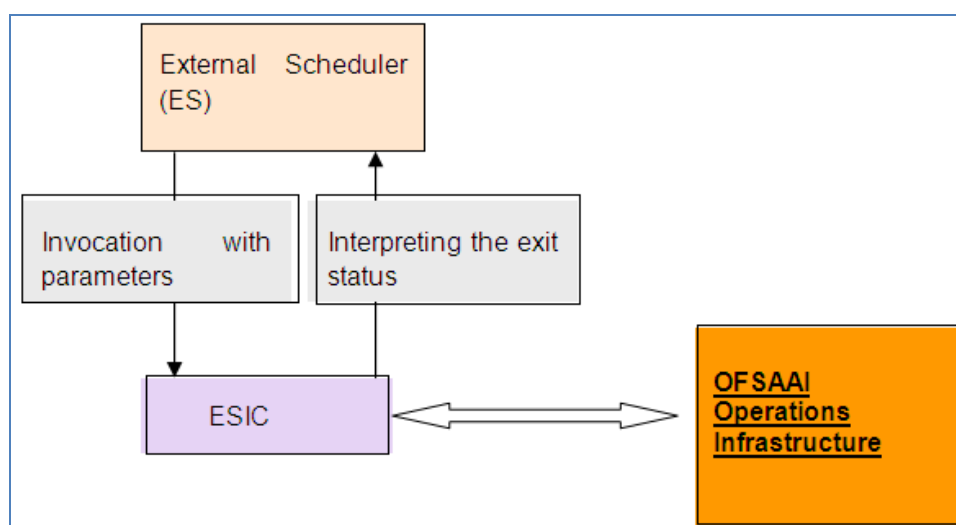 External Scheduler
(ES)
Invocation with
parameters
Interpreting the exit
status
ESIC
OFSAAI
Operations
Infrastructure